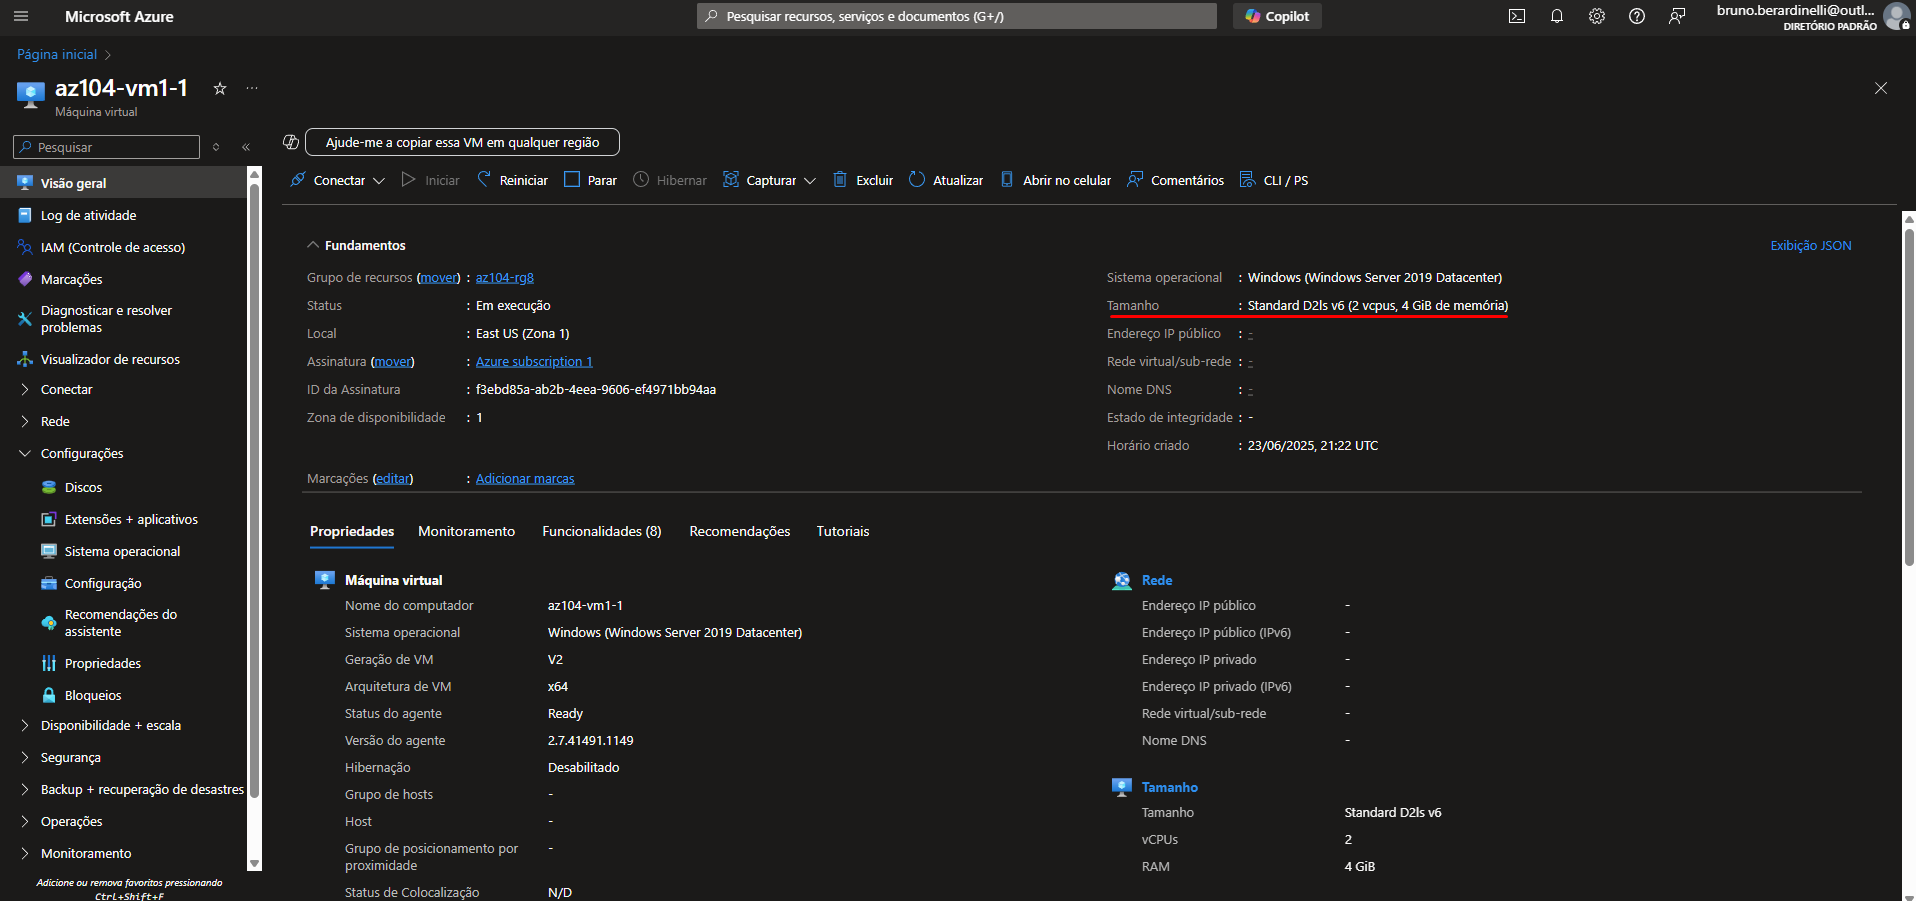 Microsoft Azure
Pesquisar recursos, serviços e documentos (G+/)
Copilot
bruno.berardinelli@outl...
DIRETÓRIO PADRÃO
Página inicial
az104-vm1-1
Máquina virtual
Pesquisar
Visão geral
Log de atividade
IAM (Controle de acesso)
Marcações
Diagnosticar e resolver
problemas
Visualizador de recursos
Conectar
Rede
Configurações
Discos
Extensões + aplicativos
Sistema operacional
Configuração
Recomendações do
assistente
Propriedades
Bloqueios
Disponibilidade + escala
Segurança
Backup + recuperação de desastres
Operações
Monitoramento
Adicione ou remova favoritos pressionando
Ctrl+Shift+F
Ajude-me a copiar essa VM em qualquer região
Conectar Iniciar Reiniciar Parar Hibernar Capturar Excluir Atualizar Abrir no celular Comentários CLI / PS
Fundamentos
Exibição JSON
Grupo de recursos (mover) : az104-rg8
Status : Em execução
Local : East US (Zona 1)
Assinatura (mover) : Azure subscription 1
ID da Assinatura : f3ebd85a-ab2b-4eea-9606-ef4971bb94aa
Zona de disponibilidade : 1
Sistema operacional : Windows (Windows Server 2019 Datacenter)
Tamanho : Standard D2ls v6 (2 vcpus, 4 GiB de memória)
Endereço IP público : -
Rede virtual/sub-rede : -
Nome DNS : -
Estado de integridade : -
Horário criado : 23/06/2025, 21:22 UTC
Marcações (editar) : Adicionar marcas
Propriedades Monitoramento Funcionalidades (8) Recomendações Tutoriais
Máquina virtual
Nome do computador az104-vm1-1
Sistema operacional Windows (Windows Server 2019 Datacenter)
Geração de VM V2
Arquitetura de VM x64
Status do agente Ready
Versão do agente 2.7.41491.1149
Hibernação Desabilitado
Grupo de hosts -
Host -
Grupo de posicionamento por -
proximidade
Status de Colocalização N/D
Rede
Endereço IP público -
Endereço IP público (IPv6) -
Endereço IP privado -
Endereço IP privado (IPv6) -
Rede virtual/sub-rede -
Nome DNS -
Tamanho
Tamanho Standard D2ls v6
vCPUs 2
RAM 4 GiB